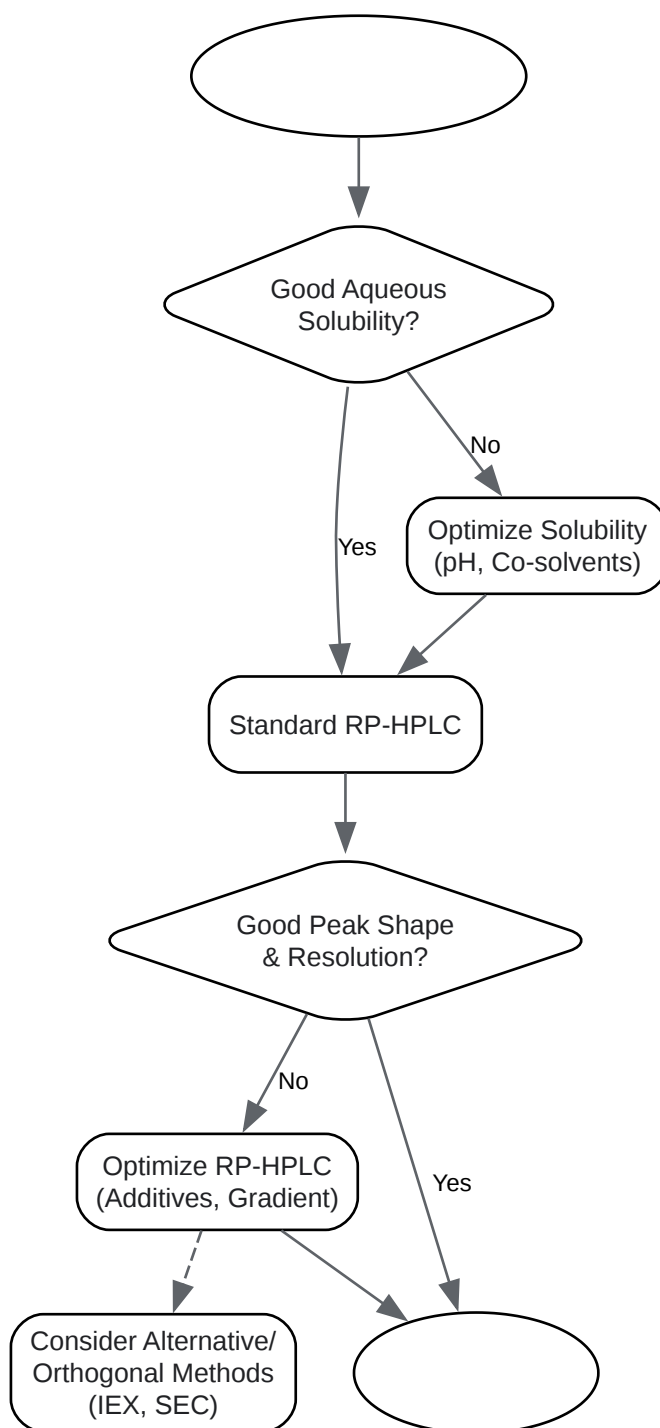 Good Aqueous
Solubility?
No
Optimize Solubility
(pH, Co-solvents)
Yes
Standard RP-HPLC
Good Peak Shape
& Resolution?
No
Optimize RP-HPLC
(Additives, Gradient)
Yes
Consider Alternative/
Orthogonal Methods
(IEX, SEC)